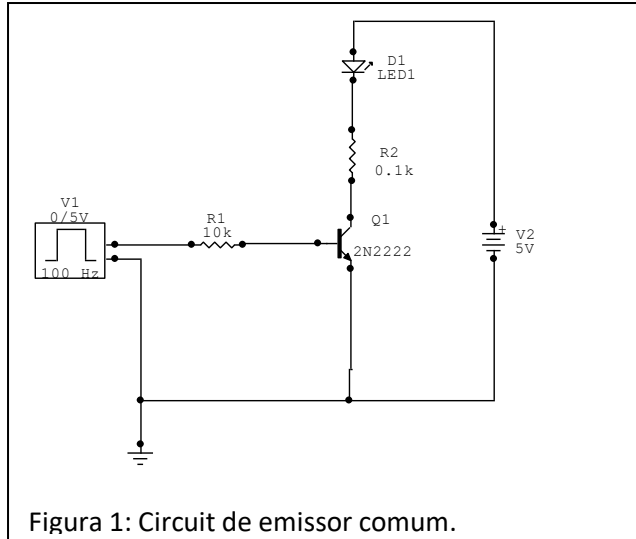 D1
LED1
R2
0.1k
V1
0/5V
R1
10k
Q1
2N2222
100 Hz
+
V2
5V
Figura 1: Circuit de emissor comum.